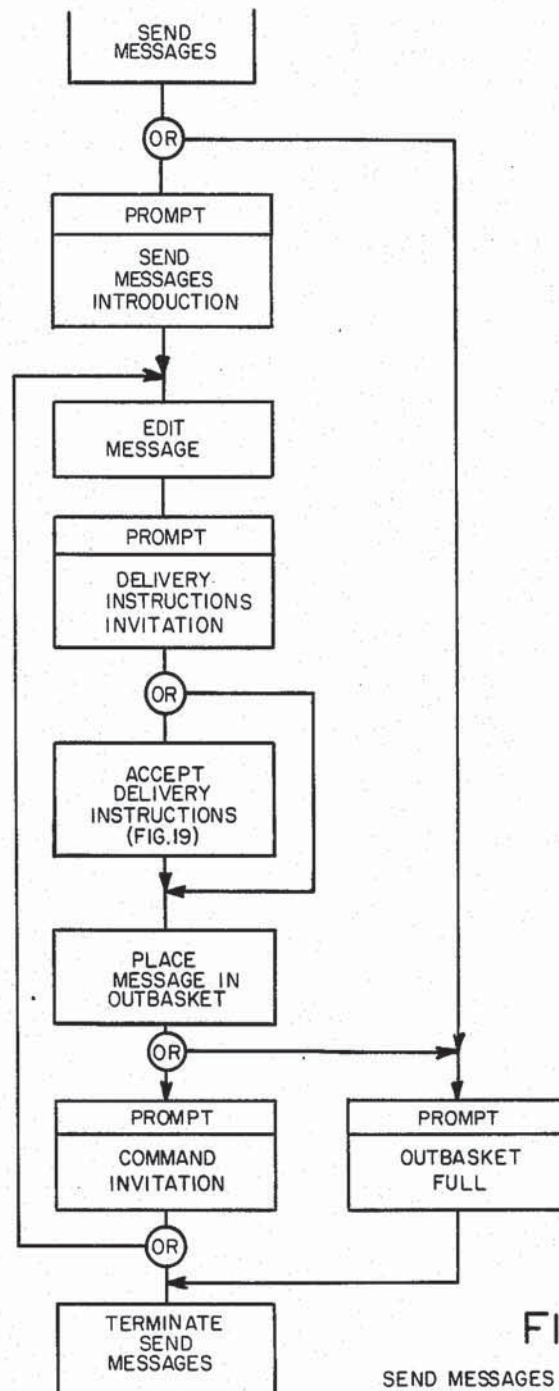 SEND
MESSAGES
OR
PROMPT
SEND
MESSAGES
INTRODUCTION
EDIT
MESSAGE
PROMPT
DELIVERY
INSTRUCTIONS
INVITATION
OR
ACCEPT
DELIVERY
INSTRUCTIONS
(FIG.19)
PLACE
MESSAGE IN
OUTBASKET
OR
PROMPT
COMMAND
INVITATION
PROMPT
OUTBASKET
FULL
OR
TERMINATE
SEND
MESSAGES
FI
SEND MESSAGES